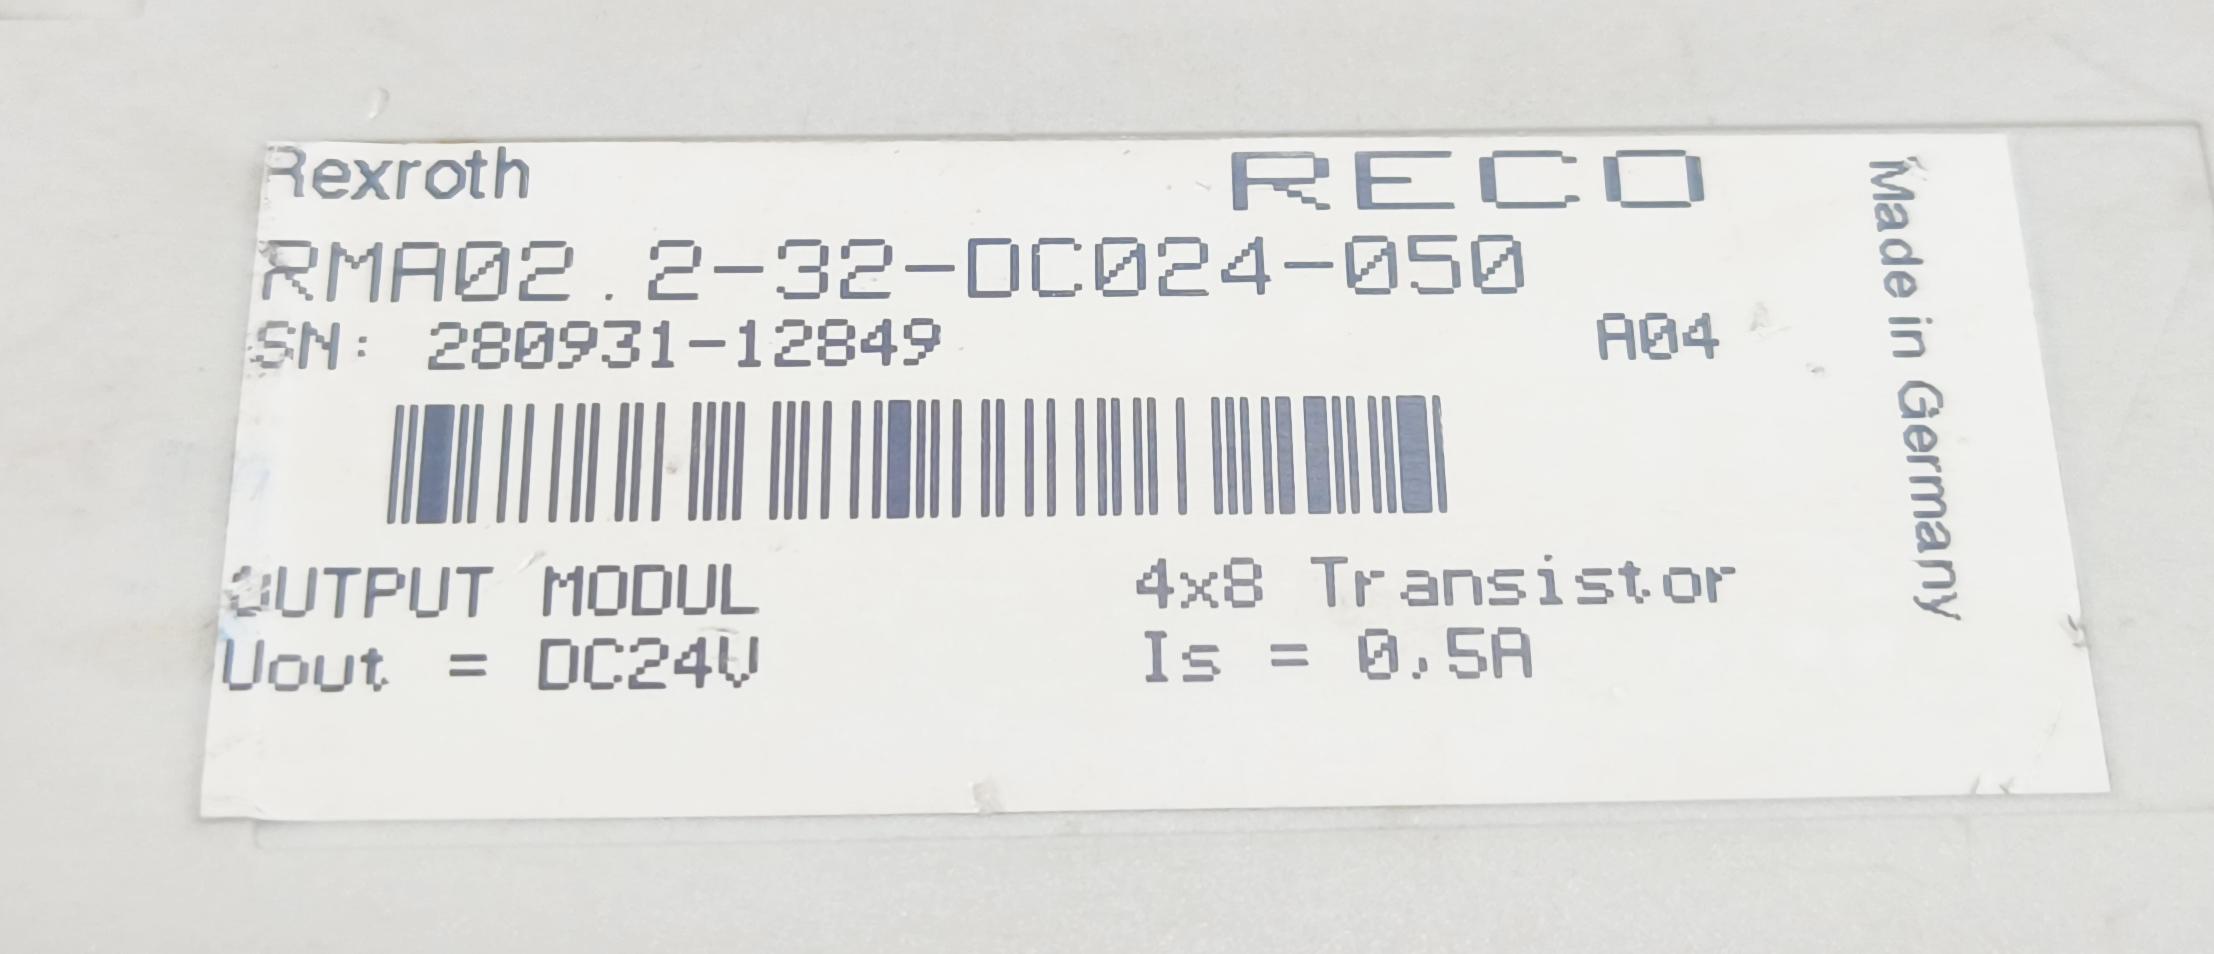 Rexroth RECO
RMA02.2-32-DC024-050
SN: 280931-12849 A04
OUTPUT MODUL 4x8 Transistor
Uout = DC24V Is = 0.5A
Made in Germany